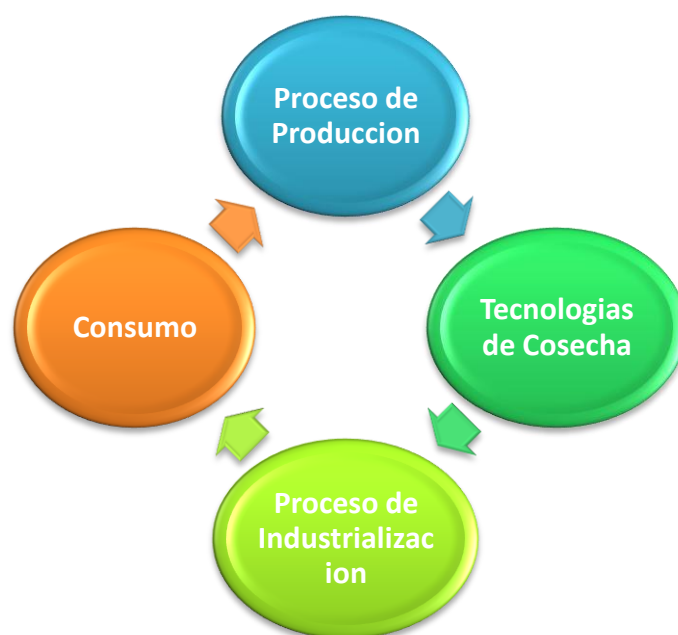 Proceso de
Produccion
Tecnologias
de Cosecha
Proceso de
Industrializac
ion
Consumo